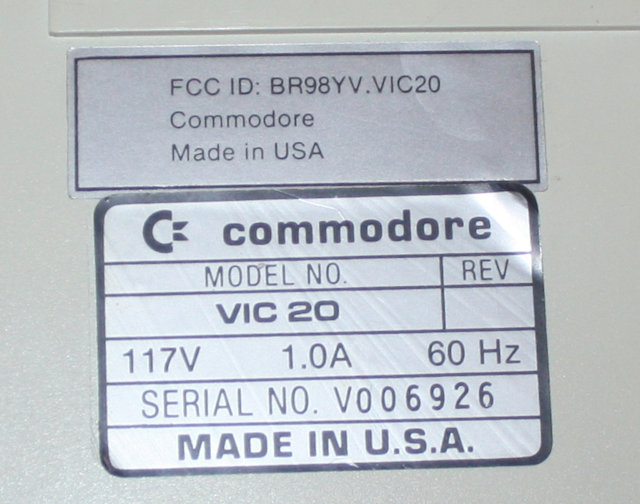 FCC ID: BR98YV.VIC20
Commodore
Made in USA
commodore
MODEL NO. REV
VIC 20
117V 1.0A 60 Hz
SERIAL NO. V006926
MADE IN U.S.A.